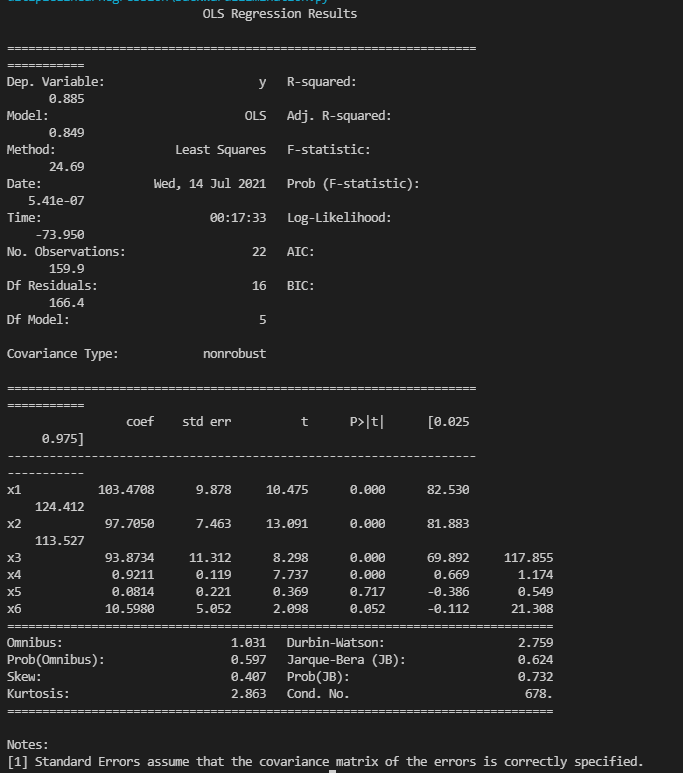 OLS Regression Results
===================================================================
===========
Dep. Variable: y R-squared:
0.885
Model: OLS Adj. R-squared:
0.849
Method: Least Squares F-statistic:
24.69
Date: Wed, 14 Jul 2021 Prob (F-statistic):
5.41e-07
Time: 00:17:33 Log-Likelihood:
-73.950
No. Observations: 22 AIC:
159.9
Df Residuals: 16 BIC:
166.4
Df Model: 5
Covariance Type: nonrobust
===================================================================
===========
coef std err t P>|t| [0.025
0.975]
-------------------------------------------------------------------
-----------
x1 103.4708 9.878 10.475 0.000 82.530
124.412
x2 97.7050 7.463 13.091 0.000 81.883
113.527
x3 93.8734 11.312 8.298 0.000 69.892 117.855
x4 0.9211 0.119 7.737 0.000 0.669 1.174
x5 0.0814 0.221 0.369 0.717 -0.386 0.549
x6 10.5980 5.052 2.098 0.052 -0.112 21.308
==============================================================================
Omnibus: 1.031 Durbin-Watson: 2.759
Prob(Omnibus): 0.597 Jarque-Bera (JB): 0.624
Skew: 0.407 Prob(JB): 0.732
Kurtosis: 2.863 Cond. No. 678.
==============================================================================
Notes:
[1] Standard Errors assume that the covariance matrix of the errors is correctly specified.